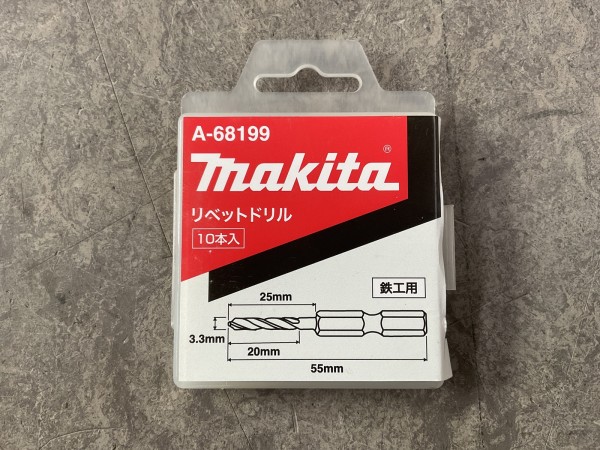 A-68199
makita®
リベットドリル
10本入
鉄工用
25mm
3.3mm
20mm
55mm